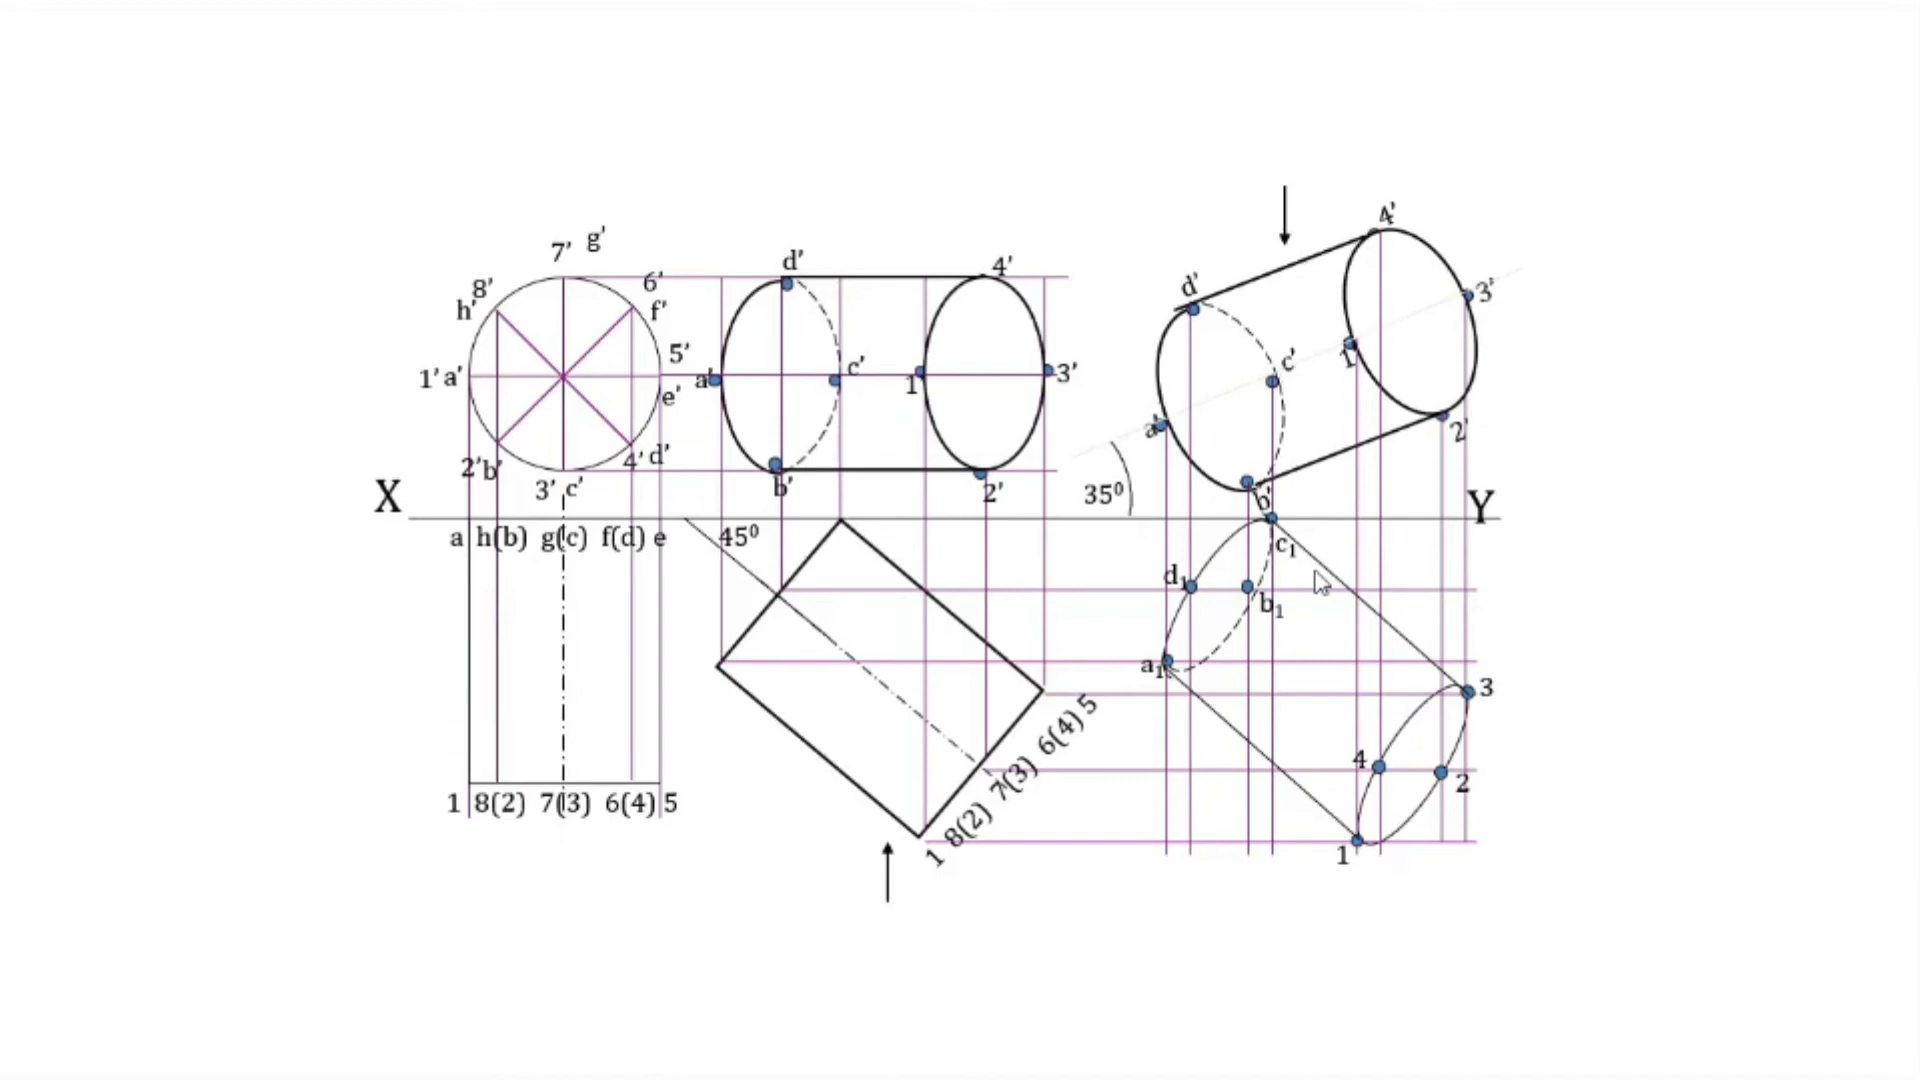 4'
g'
7'
d'
4'
6'
8'
d'
h'
f'
3'
5'
c'
c'
1'
1' a'
a'
1'
3'
e'
a'
2'
4' d'
2' b'
3' c'
b'
2'
35⁰
b'
X
Y
a h(b) g(c) f(d) e
45⁰
c₁
d₁
b₁
a₁
3
1 8(2) 7(3) 6(4) 5
1 8(2) 7(3) 6(4) 5
4
2
1